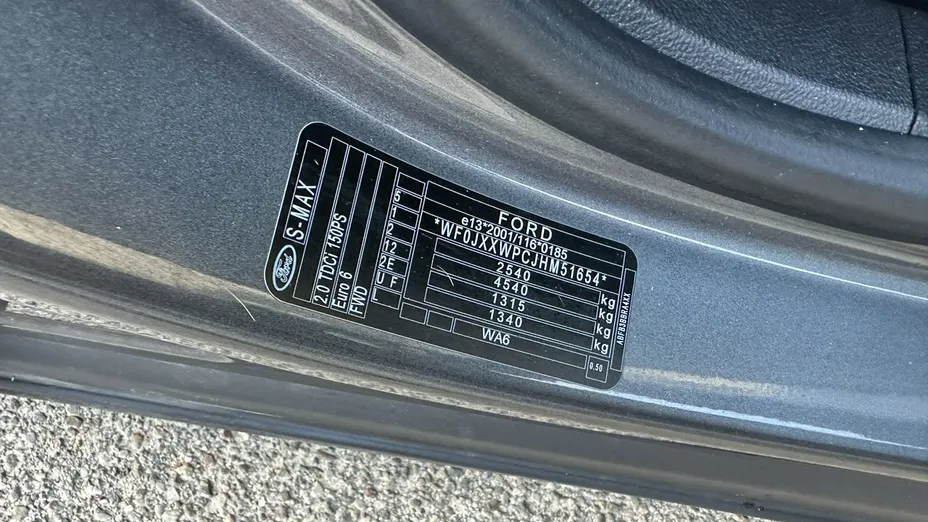 FORD
e13*2001/116*0185
*WF0JXXWPCJHM51654*
2540 kg
4540 kg
1315 kg
1340 kg
WA6
0.50
5
1
2
12
2E
U F
L
Ford
S-MAX
2.0 TDCi 150PS
Euro 6
FWD